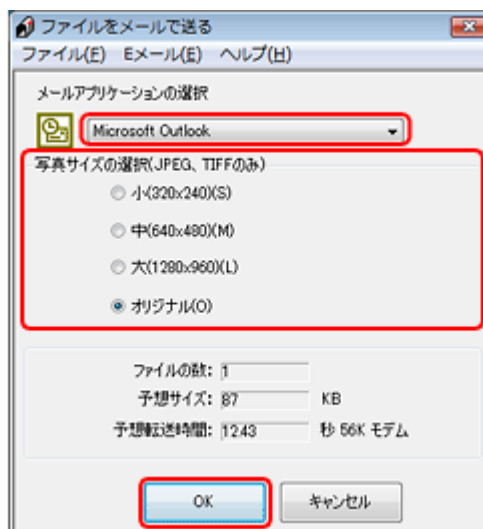 ファイルをメールで送る
ファイル(F) Eメール(E) ヘルプ(H)
メールアプリケーションの選択
Microsoft Outlook
写真サイズの選択(JPEG、TIFFのみ)
小(320x240)(S)
中(640x480)(M)
大(1280x960)(L)
オリジナル(O)
ファイルの数: 1
予想サイズ: 87 KB
予想転送時間: 12.43 秒 56K モデム
OK キャンセル